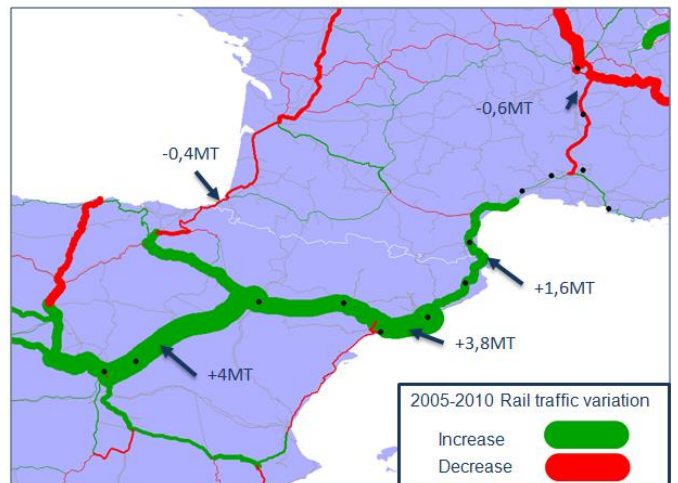 -0,6MT
-0,4MT
+1,6MT
+3,8MT
+4MT
2005-2010 Rail traffic variation
Increase
Decrease